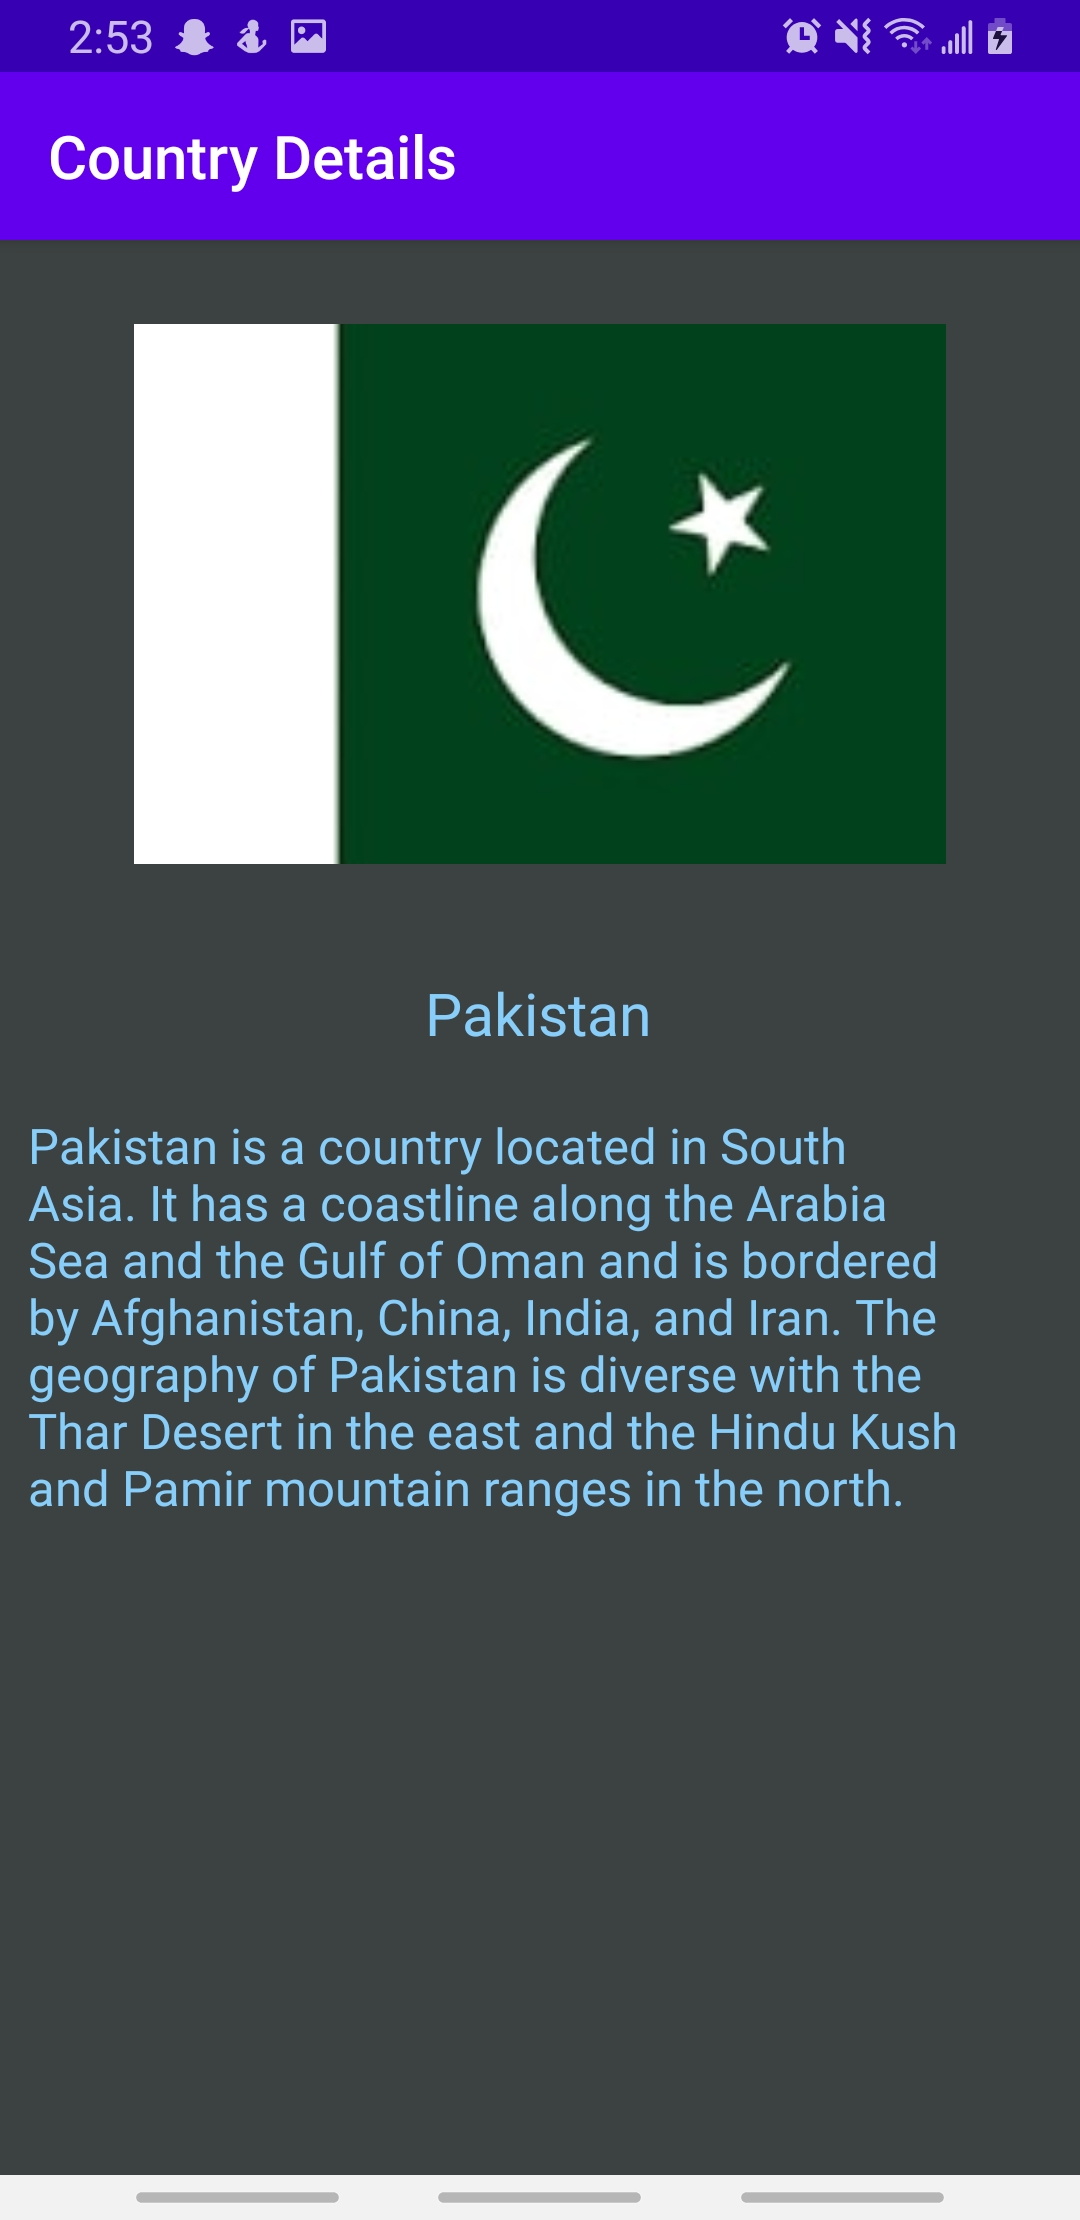 2:53
Country Details
Pakistan
Pakistan is a country located in South
Asia. It has a coastline along the Arabia
Sea and the Gulf of Oman and is bordered
by Afghanistan, China, India, and Iran. The
geography of Pakistan is diverse with the
Thar Desert in the east and the Hindu Kush
and Pamir mountain ranges in the north.